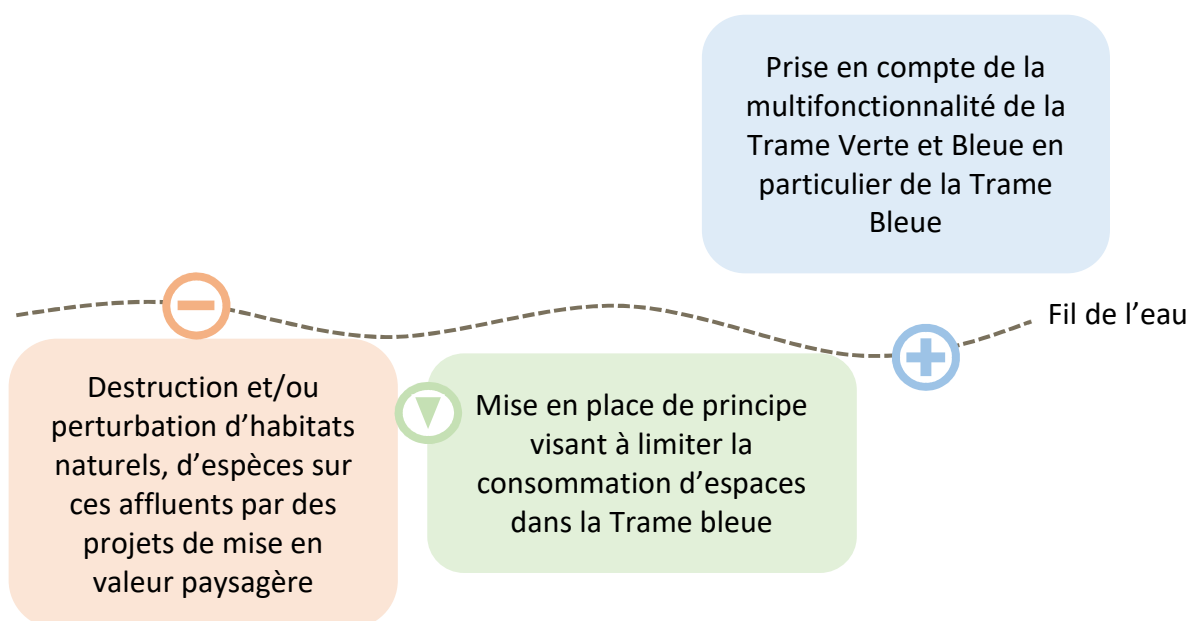 Prise en compte de la
multifonctionnalité de la
Trame Verte et Bleue en
particulier de la Trame
Bleue
Fil de l’eau
Destruction et/ou
perturbation d’habitats
naturels, d’espèces sur
ces affluents par des
projets de mise en
valeur paysagère
Mise en place de principe
visant à limiter la
consommation d’espaces
dans la Trame bleue